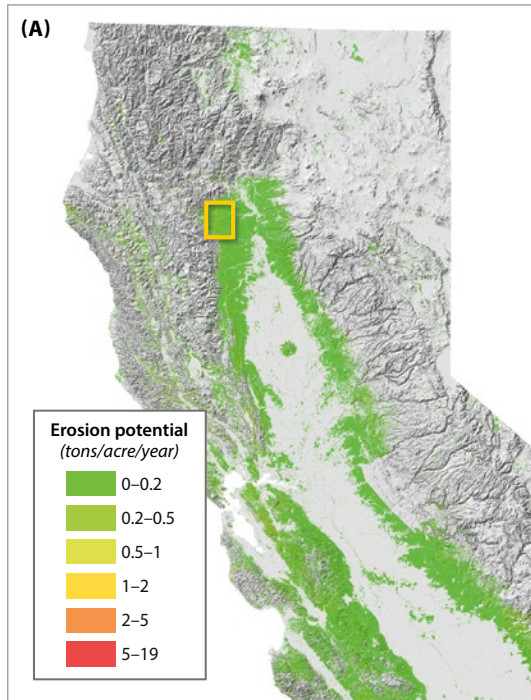 (A)
Erosion potential
(tons/acre/year)
0–0.2
0.2–0.5
0.5–1
1–2
2–5
5–19